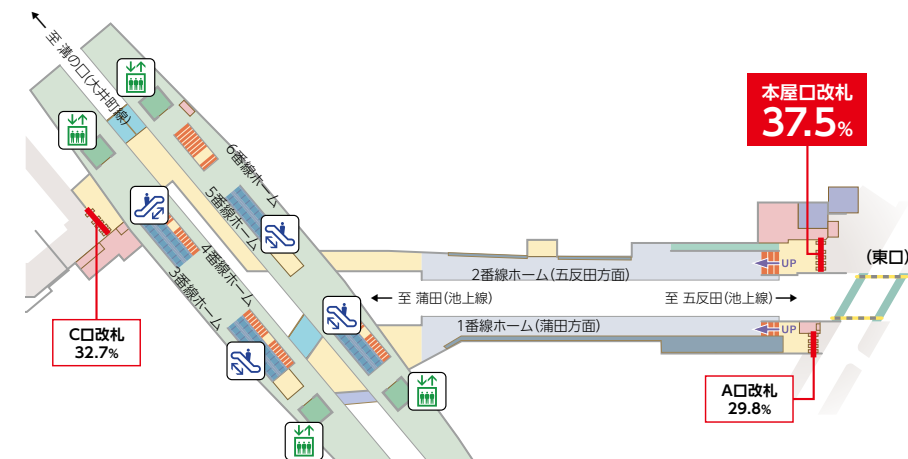 至 溝の口(大井町線)
6番線ホーム
5番線ホーム
4番線ホーム
3番線ホーム
C口改札
32.7%
本屋口改札
37.5%
(東口)
UP
2番線ホーム(五反田方面)
至 蒲田(池上線)
至 五反田(池上線)
1番線ホーム(蒲田方面)
UP
A口改札
29.8%